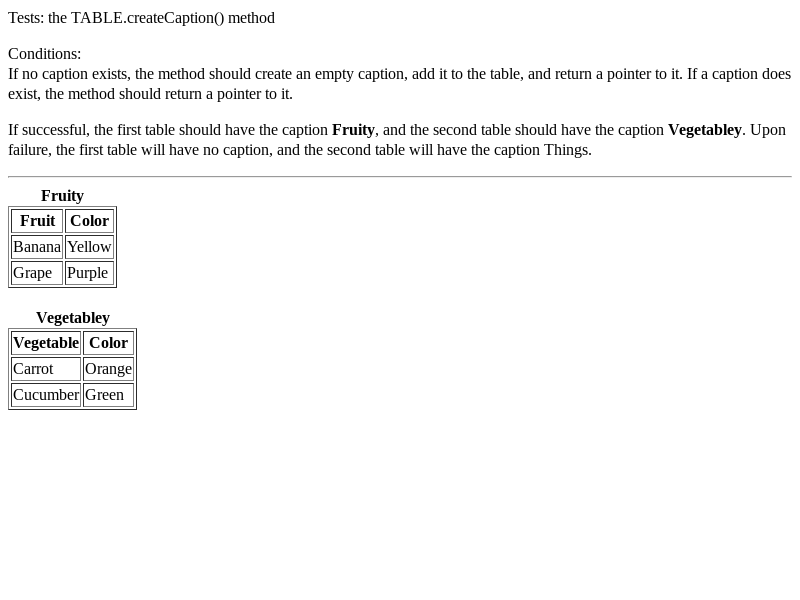 Tests: the TABLE.createCaption() method
Conditions:
If no caption exists, the method should create an empty caption, add it to the table, and return a pointer to it. If a caption does
exist, the method should return a pointer to it.
If successful, the first table should have the caption Fruity, and the second table should have the caption Vegetabley. Upon
failure, the first table will have no caption, and the second table will have the caption Things.
Fruity
Fruit Color
Banana Yellow
Grape Purple
Vegetabley
Vegetable Color
Carrot Orange
Cucumber Green